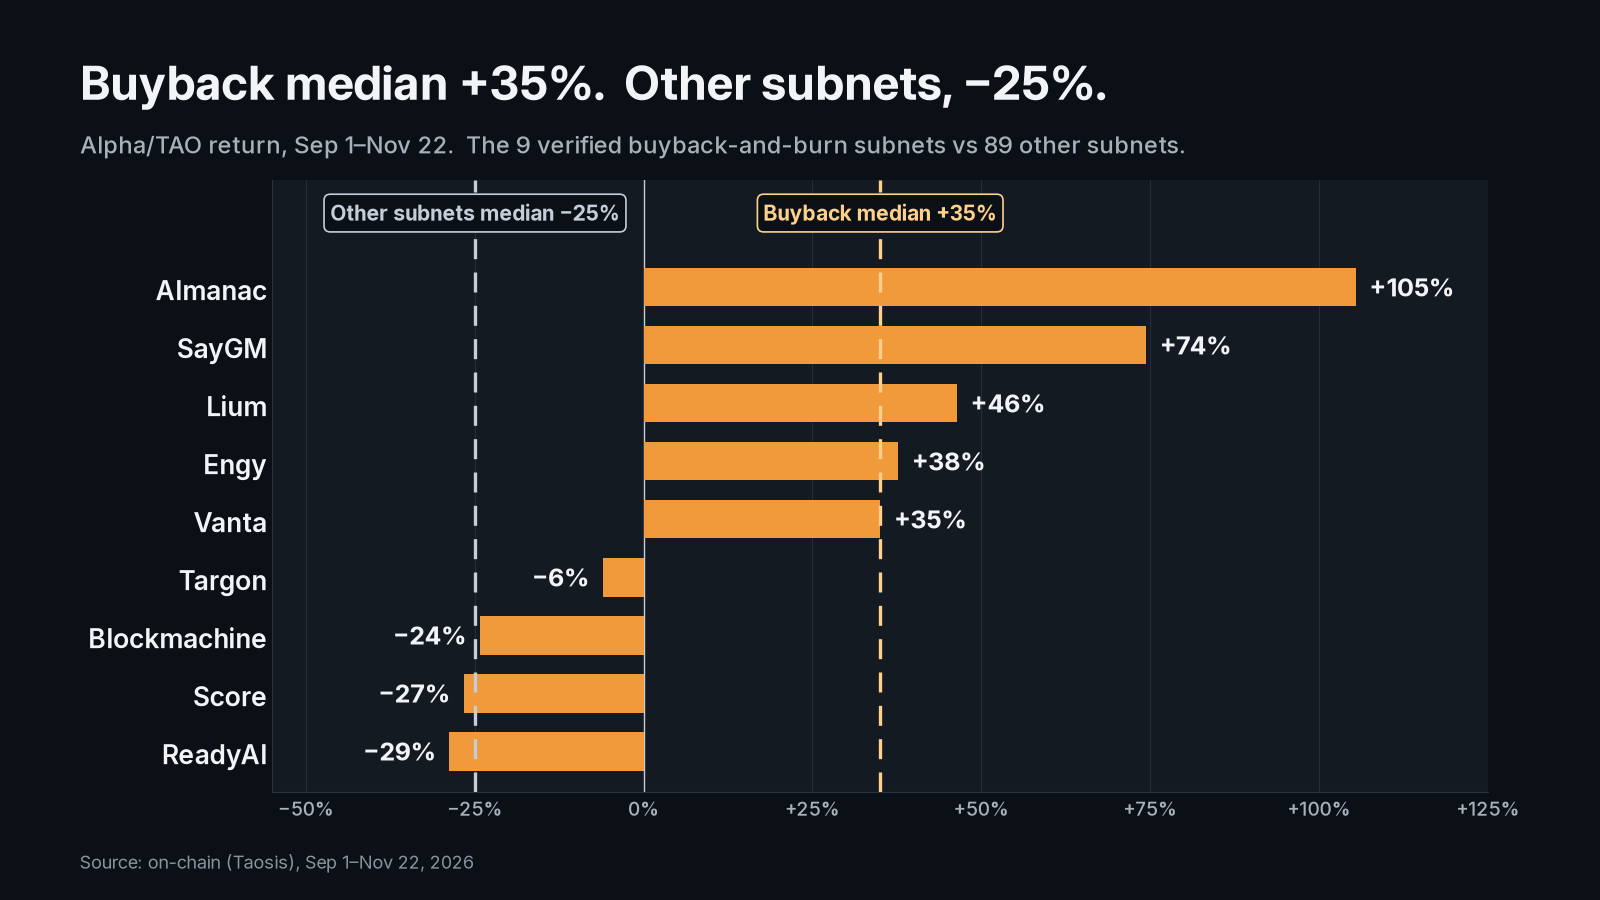 Buyback median +35%. Other subnets, −25%.
Alpha/TAO return, Sep 1–Nov 22. The 9 verified buyback-and-burn subnets vs 89 other subnets.
Other subnets median −25%
Buyback median +35%
Almanac +105%
SayGM +74%
Lium +46%
Engy +38%
Vanta +35%
Targon −6%
Blockmachine −24%
Score −27%
ReadyAI −29%
−50% −25% 0% +25% +50% +75% +100% +125%
Source: on-chain (Taosis), Sep 1–Nov 22, 2026